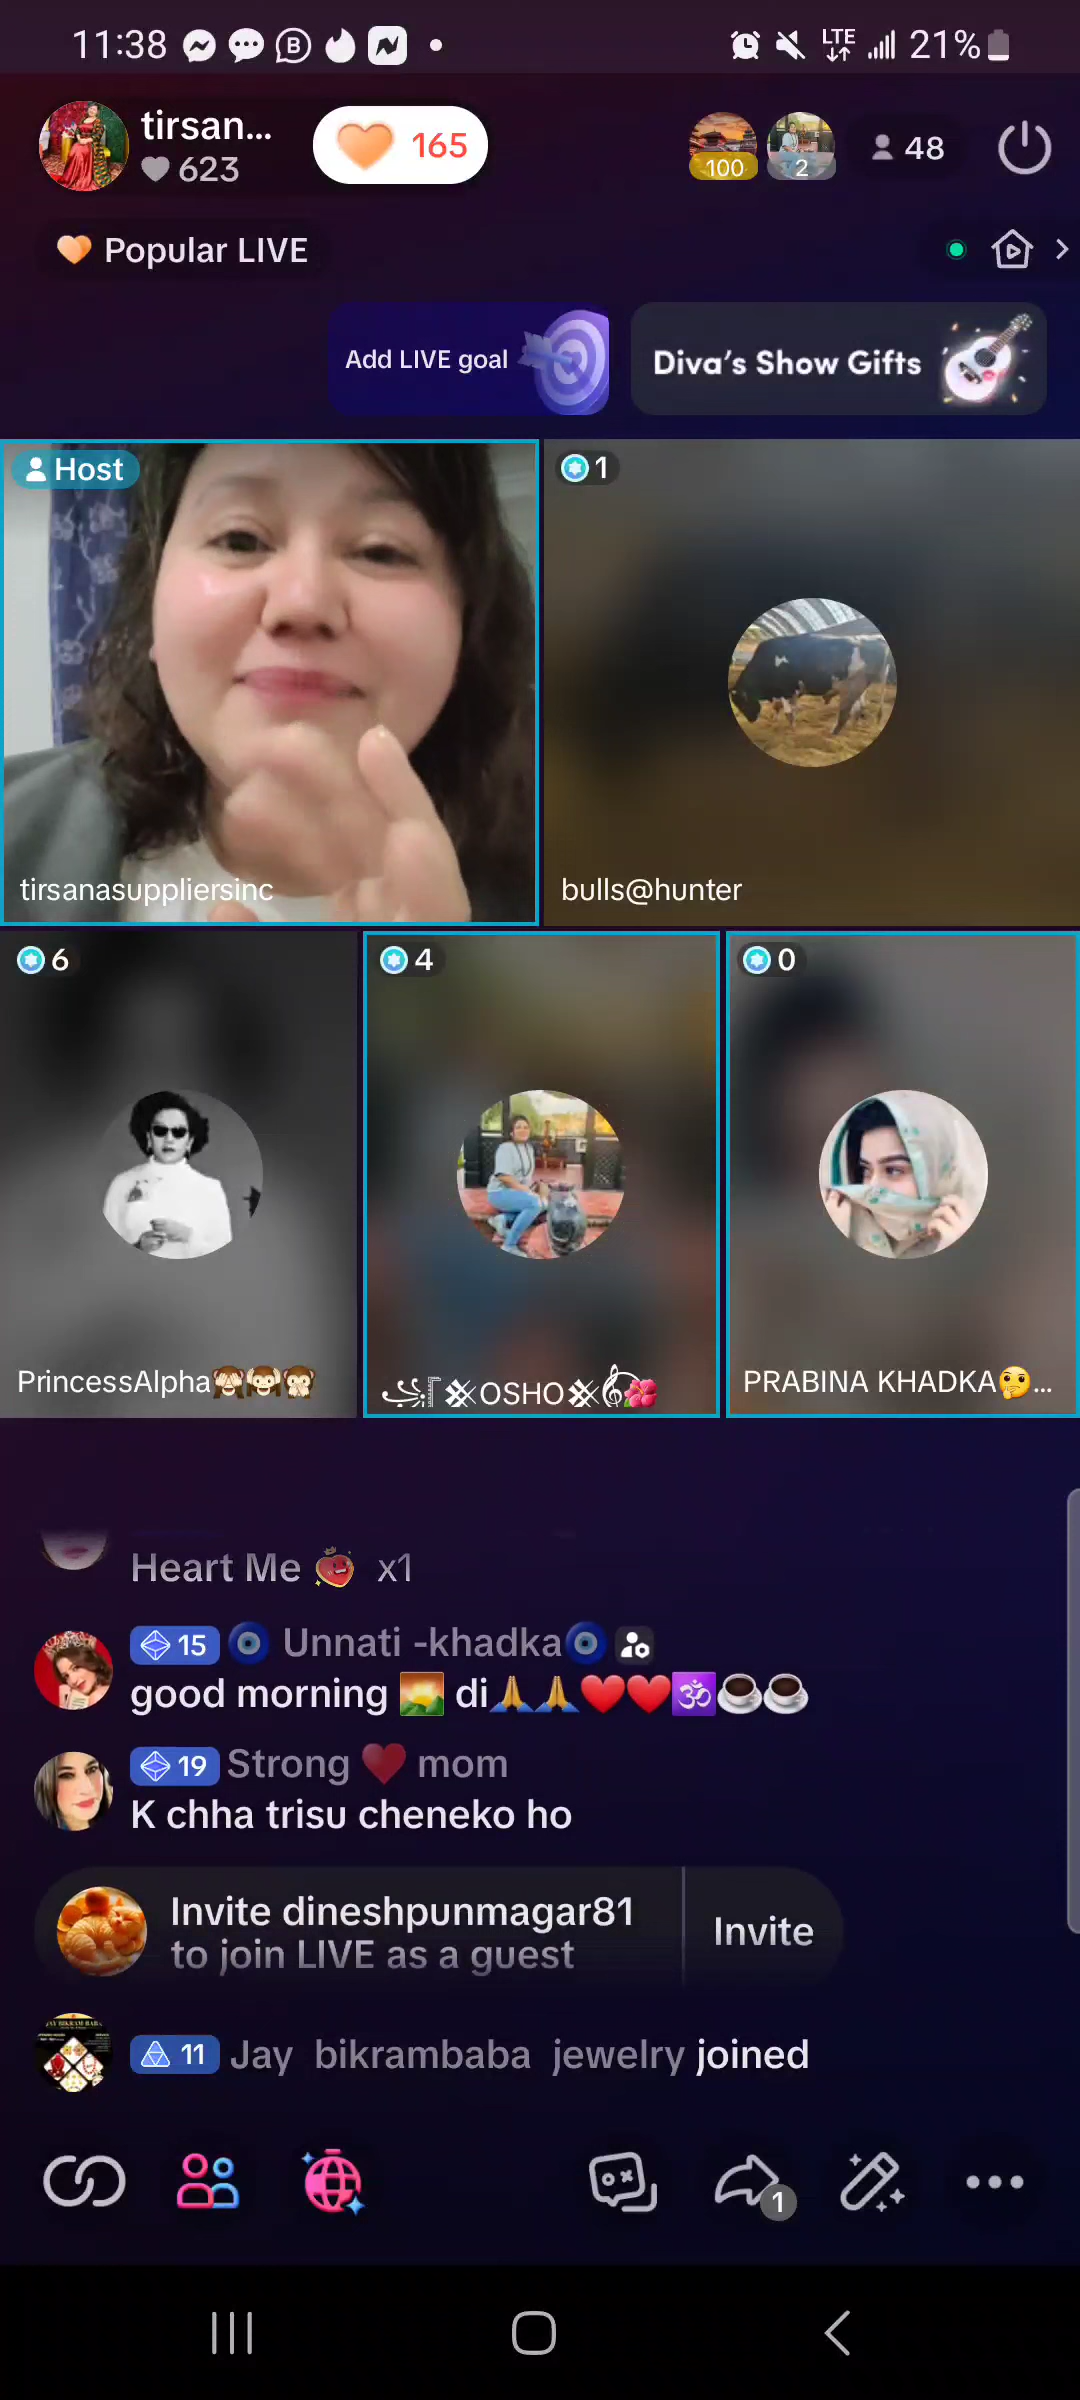 11:38
LTE
21%
tirsan...
623
165
100
2
48
🧡 Popular LIVE
Add LIVE goal
Diva's Show Gifts
Host
tirsanasuppliersinc
1
bulls@hunter
6
PrincessAlpha🙈🙉🙊
4
OSHO
0
PRABINA KHADKA🤔...
Heart Me x1
15 🧿 Unnati -khadka🧿
good morning 🌄 di🙏🙏❤️❤️🕉️☕☕
19 Strong ♥️ mom
K chha trisu cheneko ho
Invite dineshpunmagar81
to join LIVE as a guest
Invite
11 Jay bikrambaba jewelry joined
1